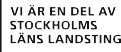 VI ÄR EN DEL AV
STOCKHOLMS
LÄNS LANDSTING